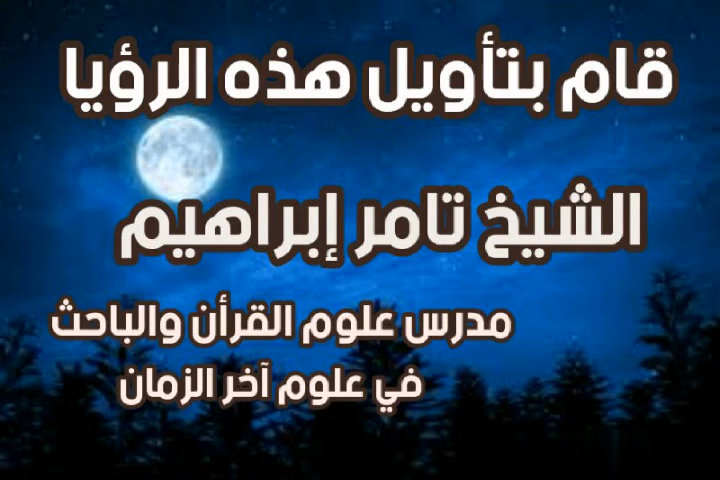 قام بتأويل هذه الرؤيا
الشيخ تامر إبراهيم
مدرس علوم القرأن والباحث
في علوم آخر الزمان